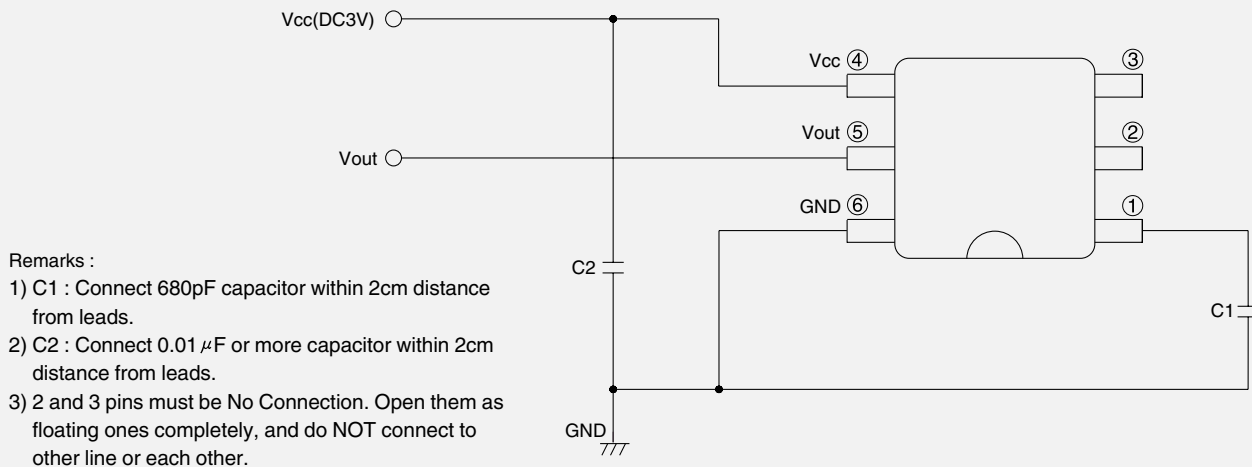 Vcc(DC3V)
Vcc ④
③
Vout ⑤
②
Vout
GND ⑥
①
C2
C1
GND
Remarks :
1) C1 : Connect 680pF capacitor within 2cm distance
from leads.
2) C2 : Connect 0.01 μF or more capacitor within 2cm
distance from leads.
3) 2 and 3 pins must be No Connection. Open them as
floating ones completely, and do NOT connect to
other line or each other.